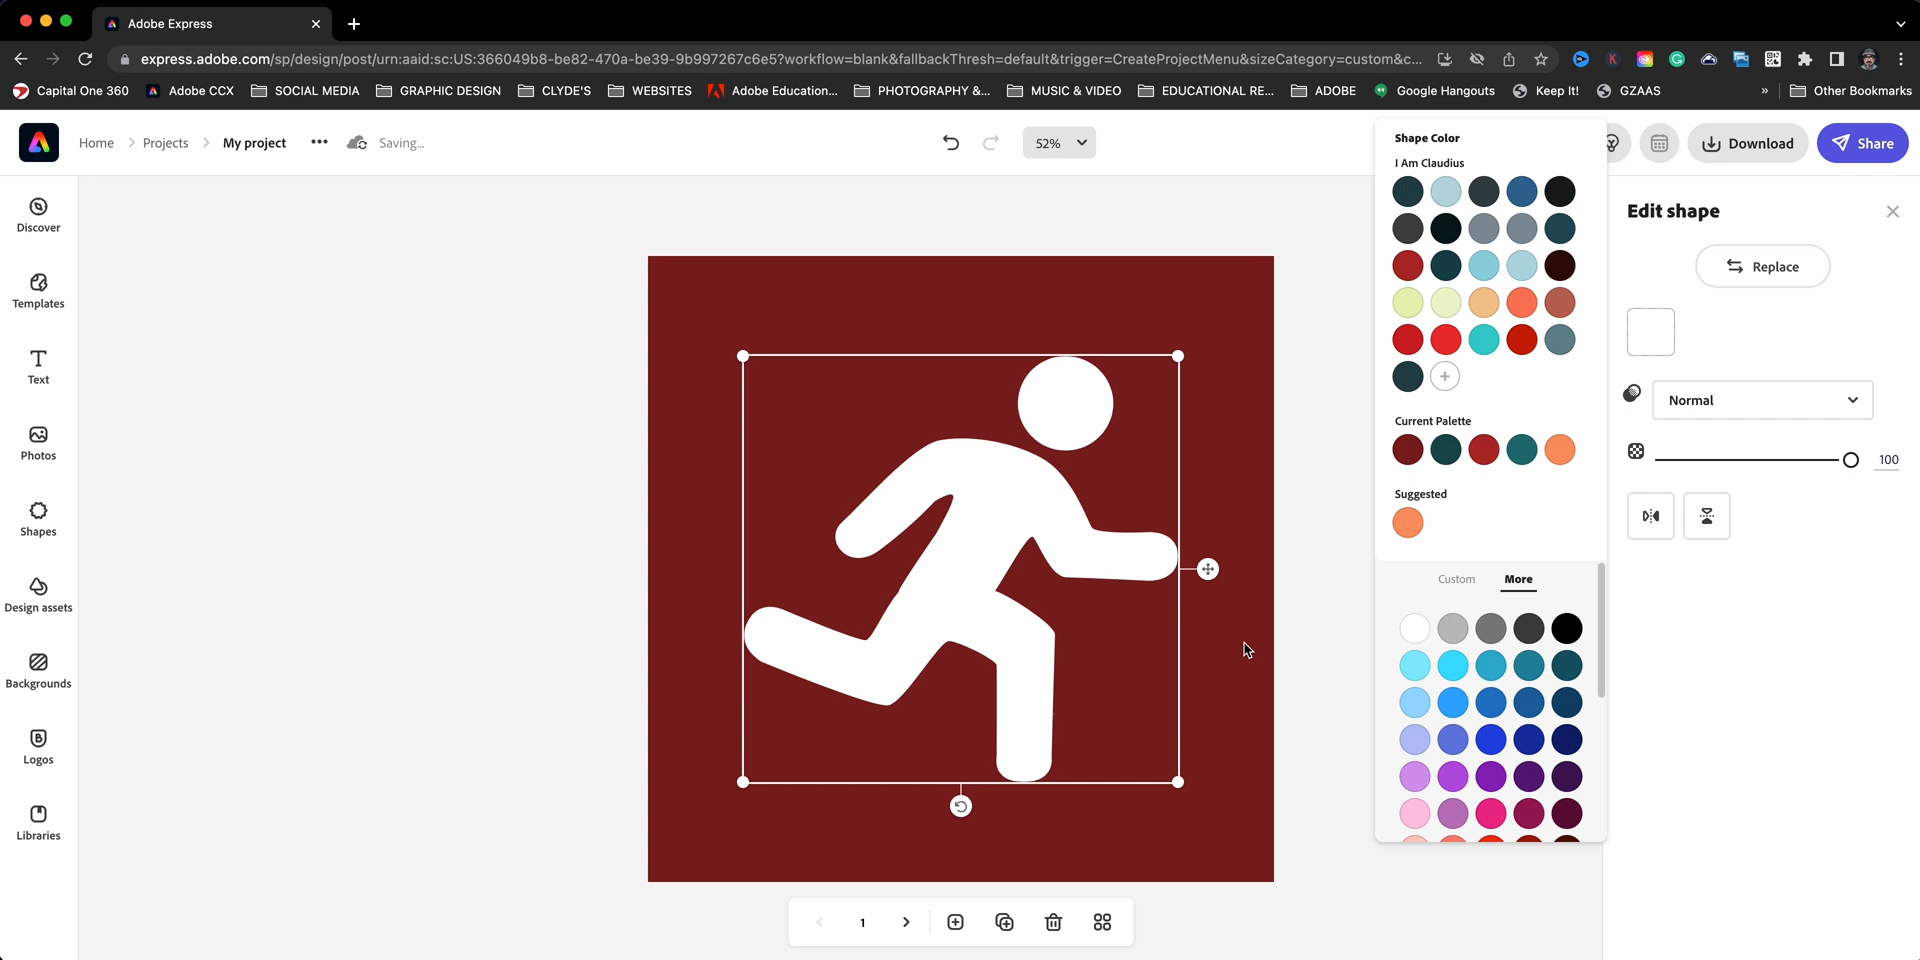 Adobe Express
express.adobe.com/sp/design/post/urn:aaid:sc:US:366049b8-be82-470a-be39-9b997267c6e5?workflow=blank&fallbackThresh=default&trigger=CreateProjectMenu&sizeCategory=custom&c...
Capital One 360
Adobe CCX
SOCIAL MEDIA
GRAPHIC DESIGN
CLYDE'S
WEBSITES
Adobe Education...
PHOTOGRAPHY &...
MUSIC & VIDEO
EDUCATIONAL RE...
ADOBE
Google Hangouts
Keep It!
GZAAS
»
Other Bookmarks
Home
Projects
My project
Saving...
52%
Download
Share
Discover
Templates
Text
Photos
Shapes
Design assets
Backgrounds
Logos
Libraries
Shape Color
I Am Claudius
Current Palette
Suggested
Custom
More
Edit shape
Replace
Normal
100
1